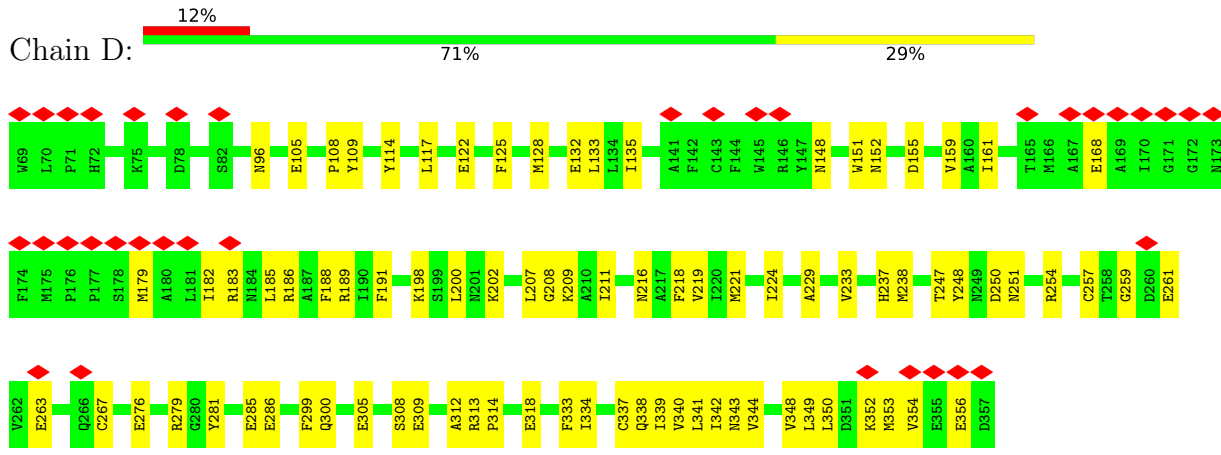 12%
Chain D:
71% 29%
W69 L70 P71 H72 K75 D78 S82 N96 E105 P108 Y109 Y114 L117 E122 F125 M128 E132 L133 L134 I135 A141 F142 C143 F144 W145 R146 Y147 N148 W151 N152 D155 V159 A160 I161 T165 M166 A167 E168 A169 I170 G171 G172 N173
F174 M175 P176 P177 S178 M179 A180 L181 I182 R183 N184 L185 R186 A187 F188 R189 I190 F191 K198 S199 L200 N201 K202 L207 G208 K209 A210 I211 N216 A217 F218 V219 I220 M221 I224 A229 V233 H237 M238 T247 Y248 N249 D250 N251 R254 C257 T258 G259 D260 E261
V262 E263 Q266 C267 E276 R279 G280 Y281 E285 E286 F299 Q300 E305 S308 E309 A312 R313 P314 E318 F333 I334 C337 Q338 I339 V340 L341 I342 N343 V344 V348 L349 L350 D351 K352 M353 V354 E355 E356 D357